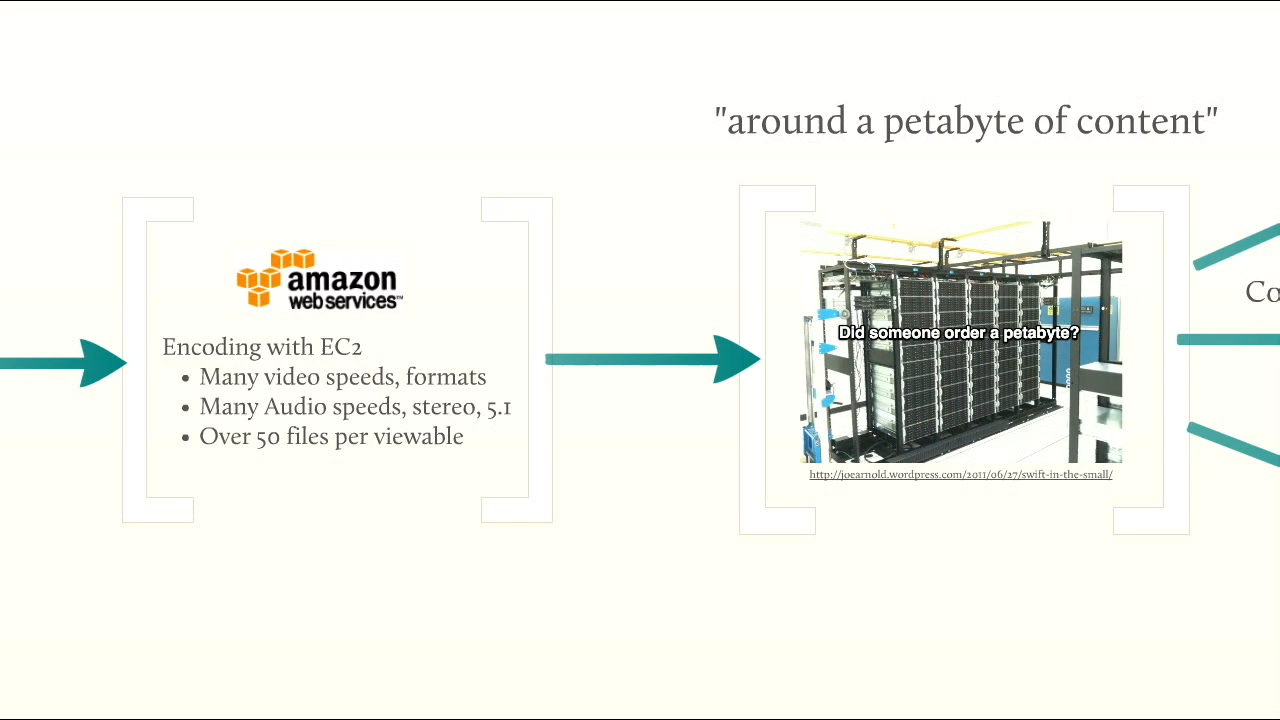 "around a petabyte of content"
amazon
web services™
Encoding with EC2
• Many video speeds, formats
• Many Audio speeds, stereo, 5.1
• Over 50 files per viewable
Did someone order a petabyte?
http://joearnold.wordpress.com/2011/06/27/swift-in-the-small/
Co